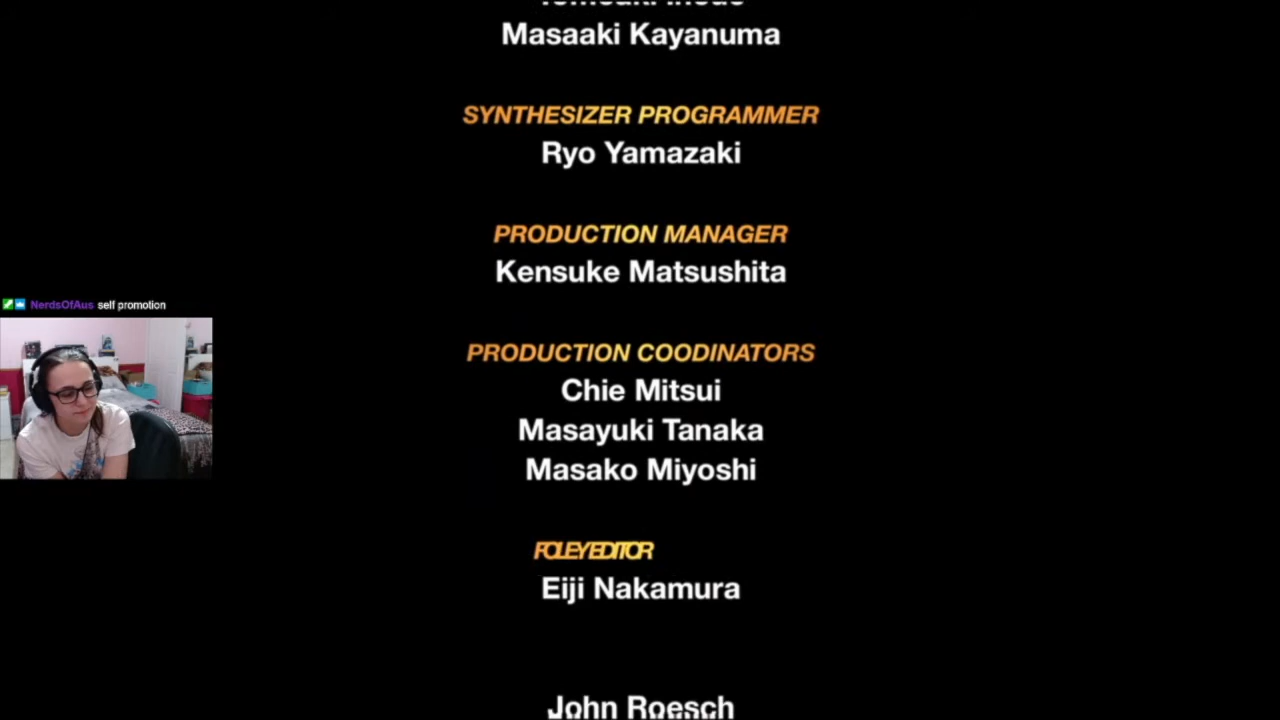 Masaaki Kayanuma
SYNTHESIZER PROGRAMMER
Ryo Yamazaki
PRODUCTION MANAGER
Kensuke Matsushita
NerdsOfAus self promotion
PRODUCTION COODINATORS
Chie Mitsui
Masayuki Tanaka
Masako Miyoshi
FOLEY EDITOR
Eiji Nakamura
John Roesch